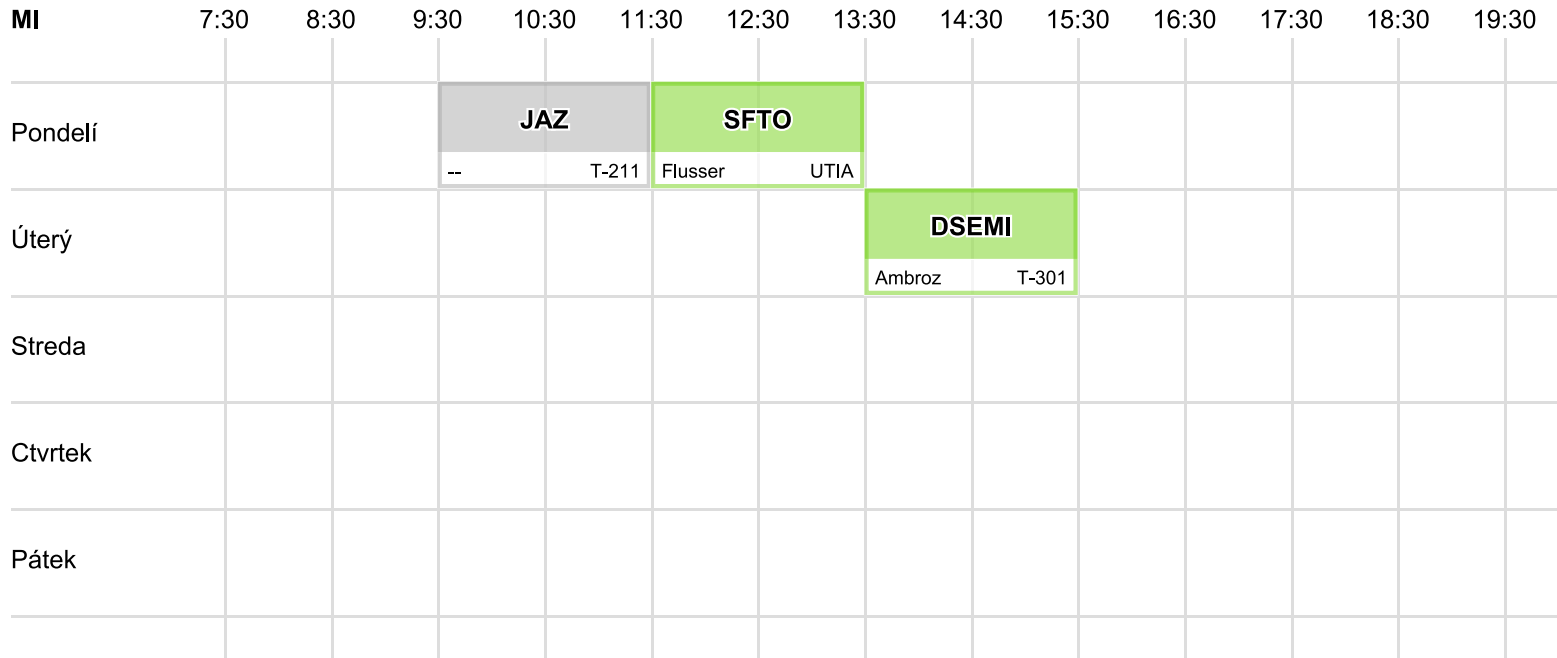 MI 7:30 8:30 9:30 10:30 11:30 12:30 13:30 14:30 15:30 16:30 17:30 18:30 19:30
Pondelí
JAZ
-- T-211
SFTO
Flusser UTIA
Úterý
DSEMI
Ambroz T-301
Streda
Ctvrtek
Pátek